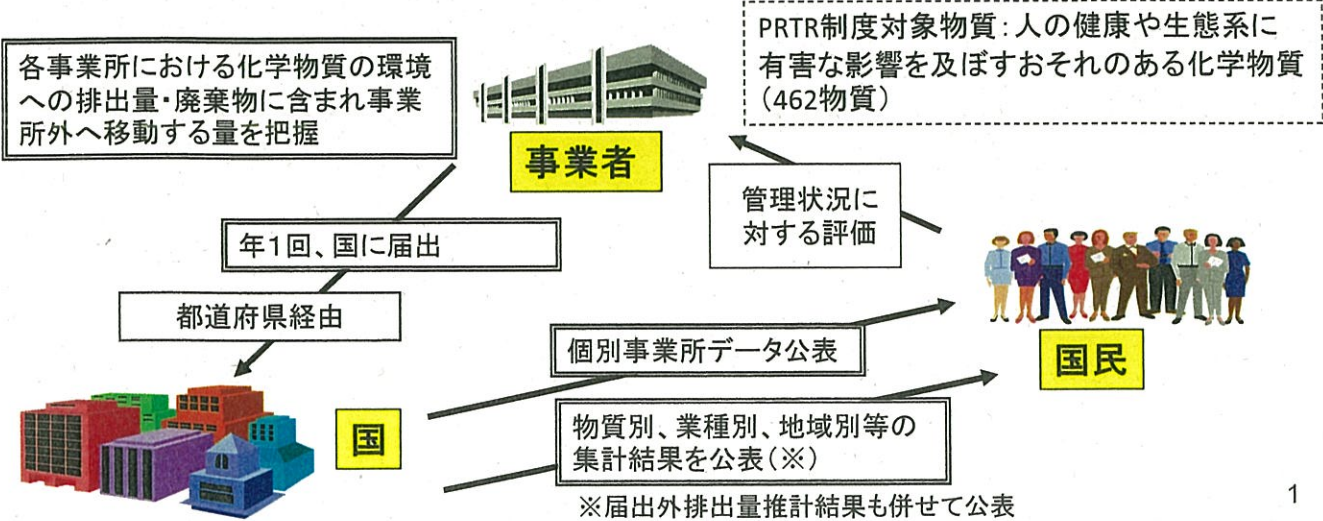 各事業所における化学物質の環境
への排出量・廃棄物に含まれ事業
所外へ移動する量を把握
PRTR制度対象物質：人の健康や生態系に
有害な影響を及ぼすおそれのある化学物質
（462物質）
事業者
管理状況に
対する評価
年１回、国に届出
都道府県経由
個別事業所データ公表
国民
国
物質別、業種別、地域別等の
集計結果を公表（※）
※届出外排出量推計結果も併せて公表
1